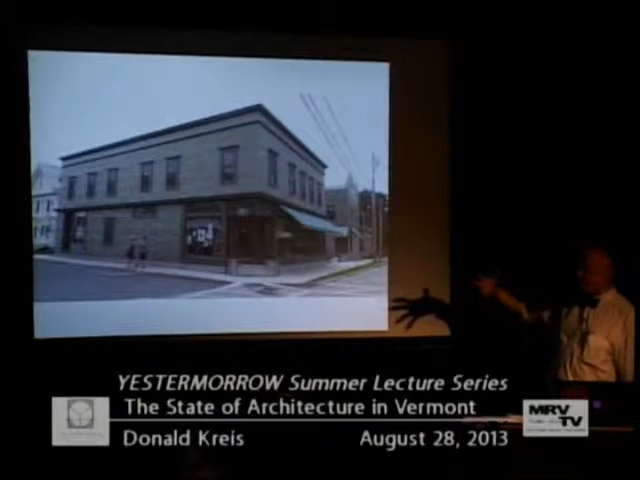 YESTERMORROW Summer Lecture Series
The State of Architecture in Vermont
Donald Kreis
August 28, 2013
MRV
TV